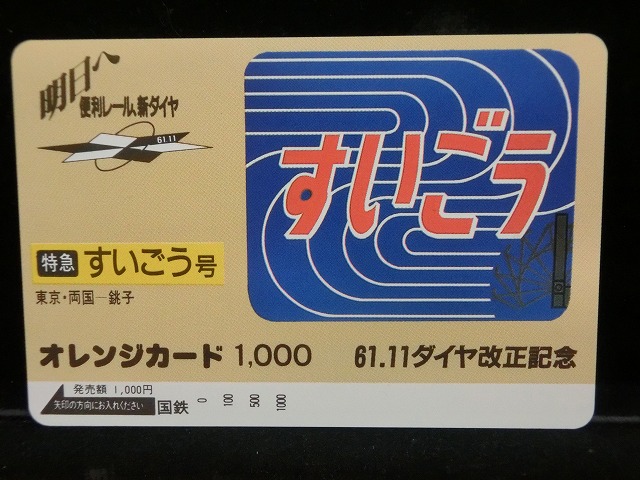 明日へ
便利レール、新ダイヤ
61.11
すいごう
特急 すいごう号
東京・両国―銚子
オレンジカード 1,000 61.11ダイヤ改正記念
発売額 1,000円
矢印の方向にお入れください 国鉄 0 100 500 1000